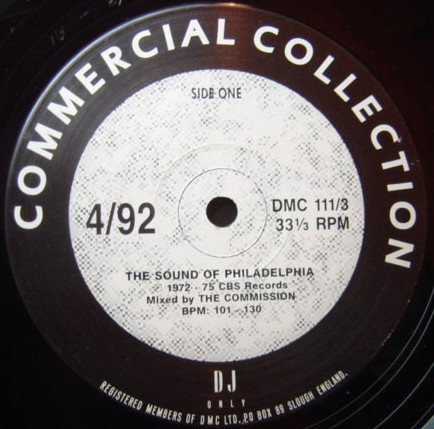 COMMERCIAL COLLECTION
SIDE ONE
4/92
DMC 111/3
33⅓ RPM
THE SOUND OF PHILADELPHIA
1972 - 75 CBS Records
Mixed by THE COMMISSION
BPM: 101 - 130
DJ
ONLY
REGISTERED MEMBERS OF DMC LTD. PO BOX 89 SLOUGH ENGLAND.